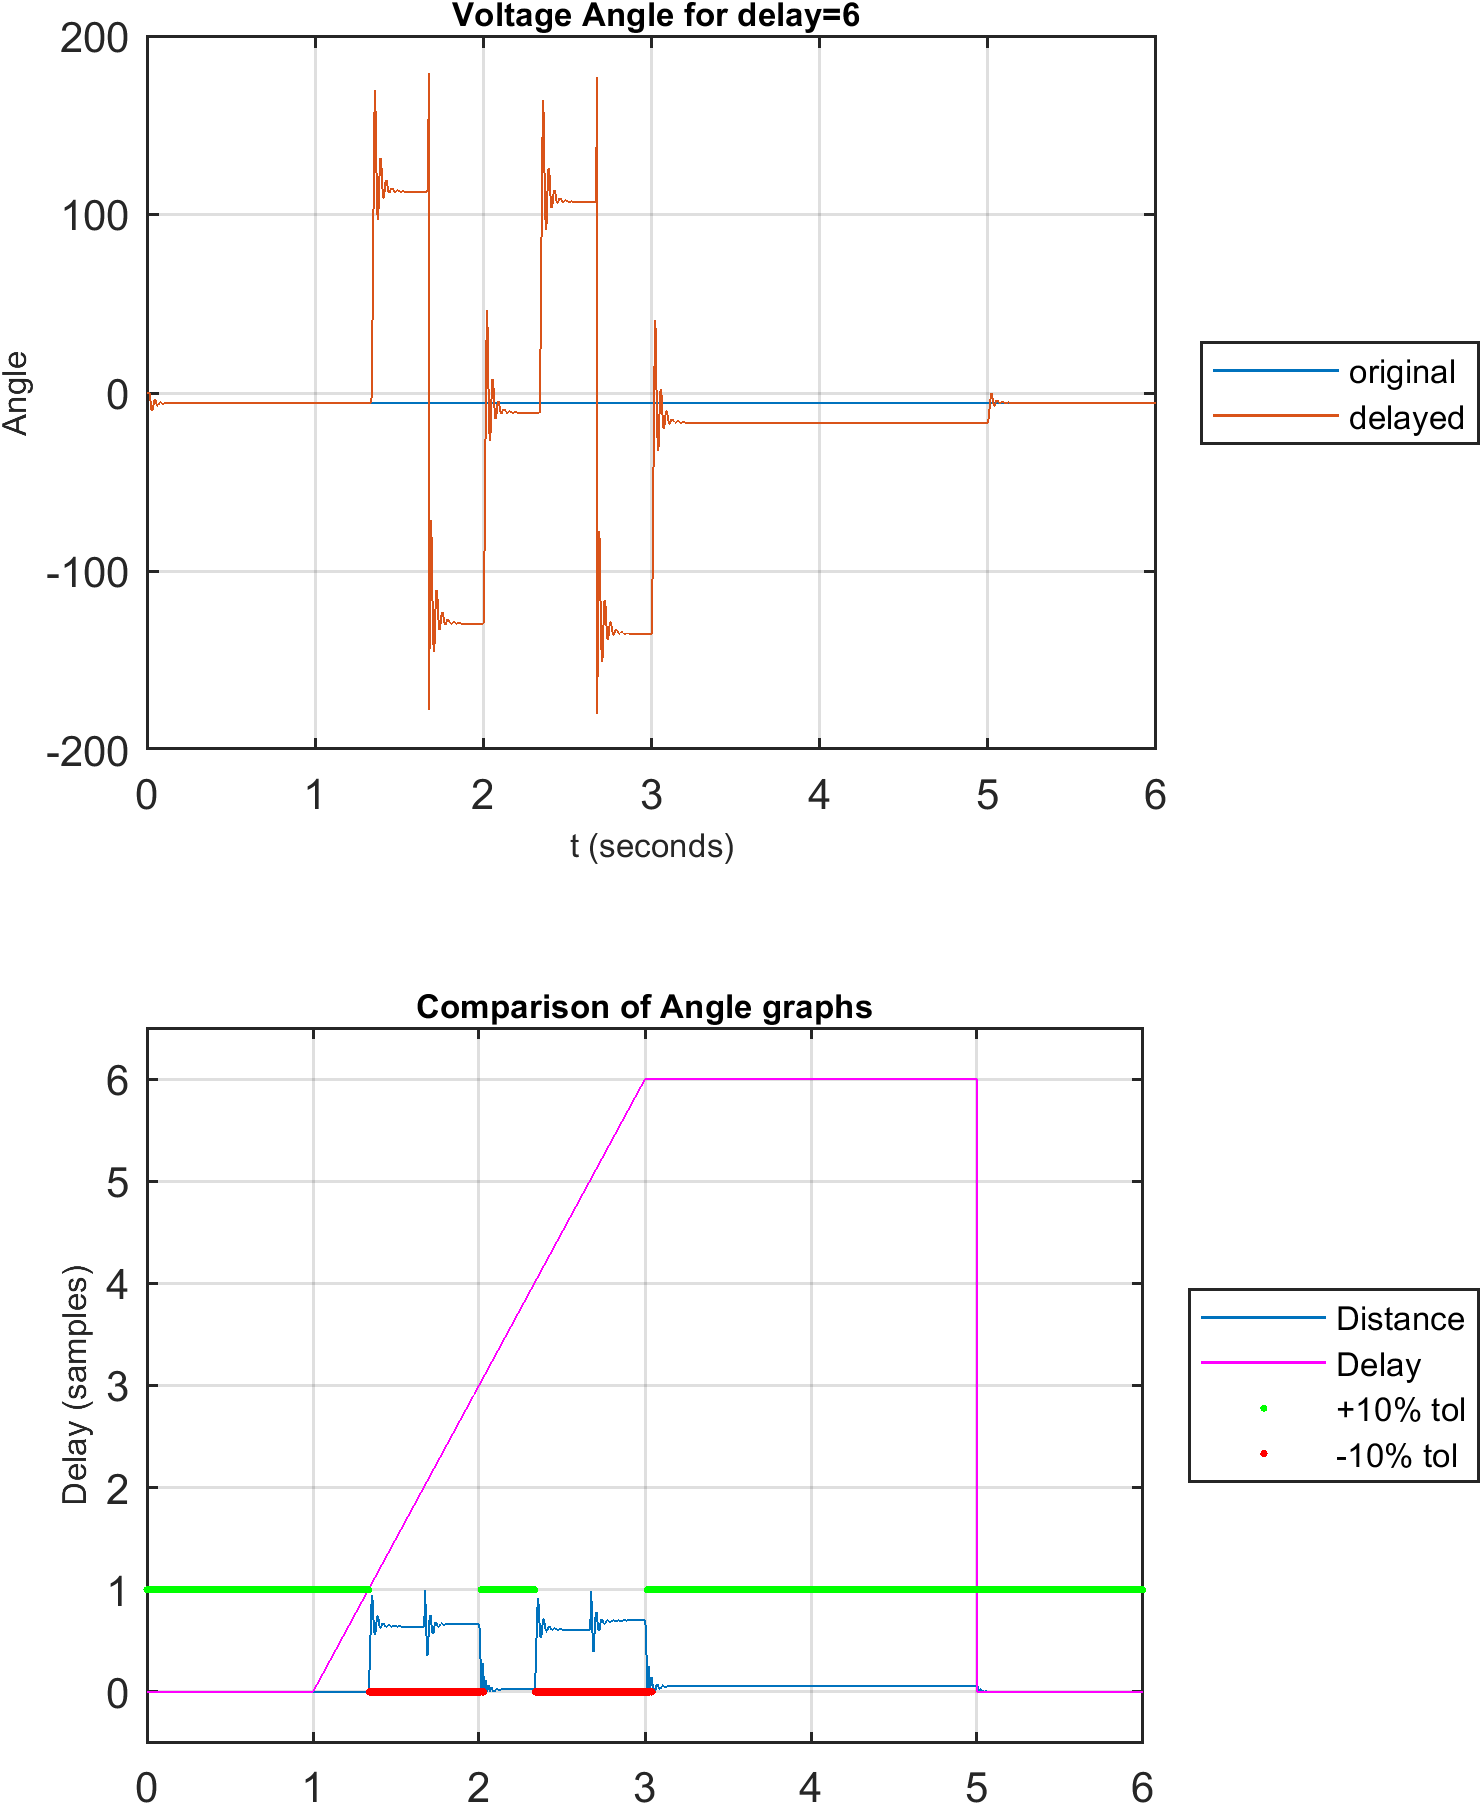 Voltage Angle for delay=6
200
100
0
-100
-200
Angle
0 1 2 3 4 5 6
t (seconds)
original
delayed
Comparison of Angle graphs
6
5
4
3
2
1
0
Delay (samples)
0 1 2 3 4 5 6
Distance
Delay
+10% tol
-10% tol